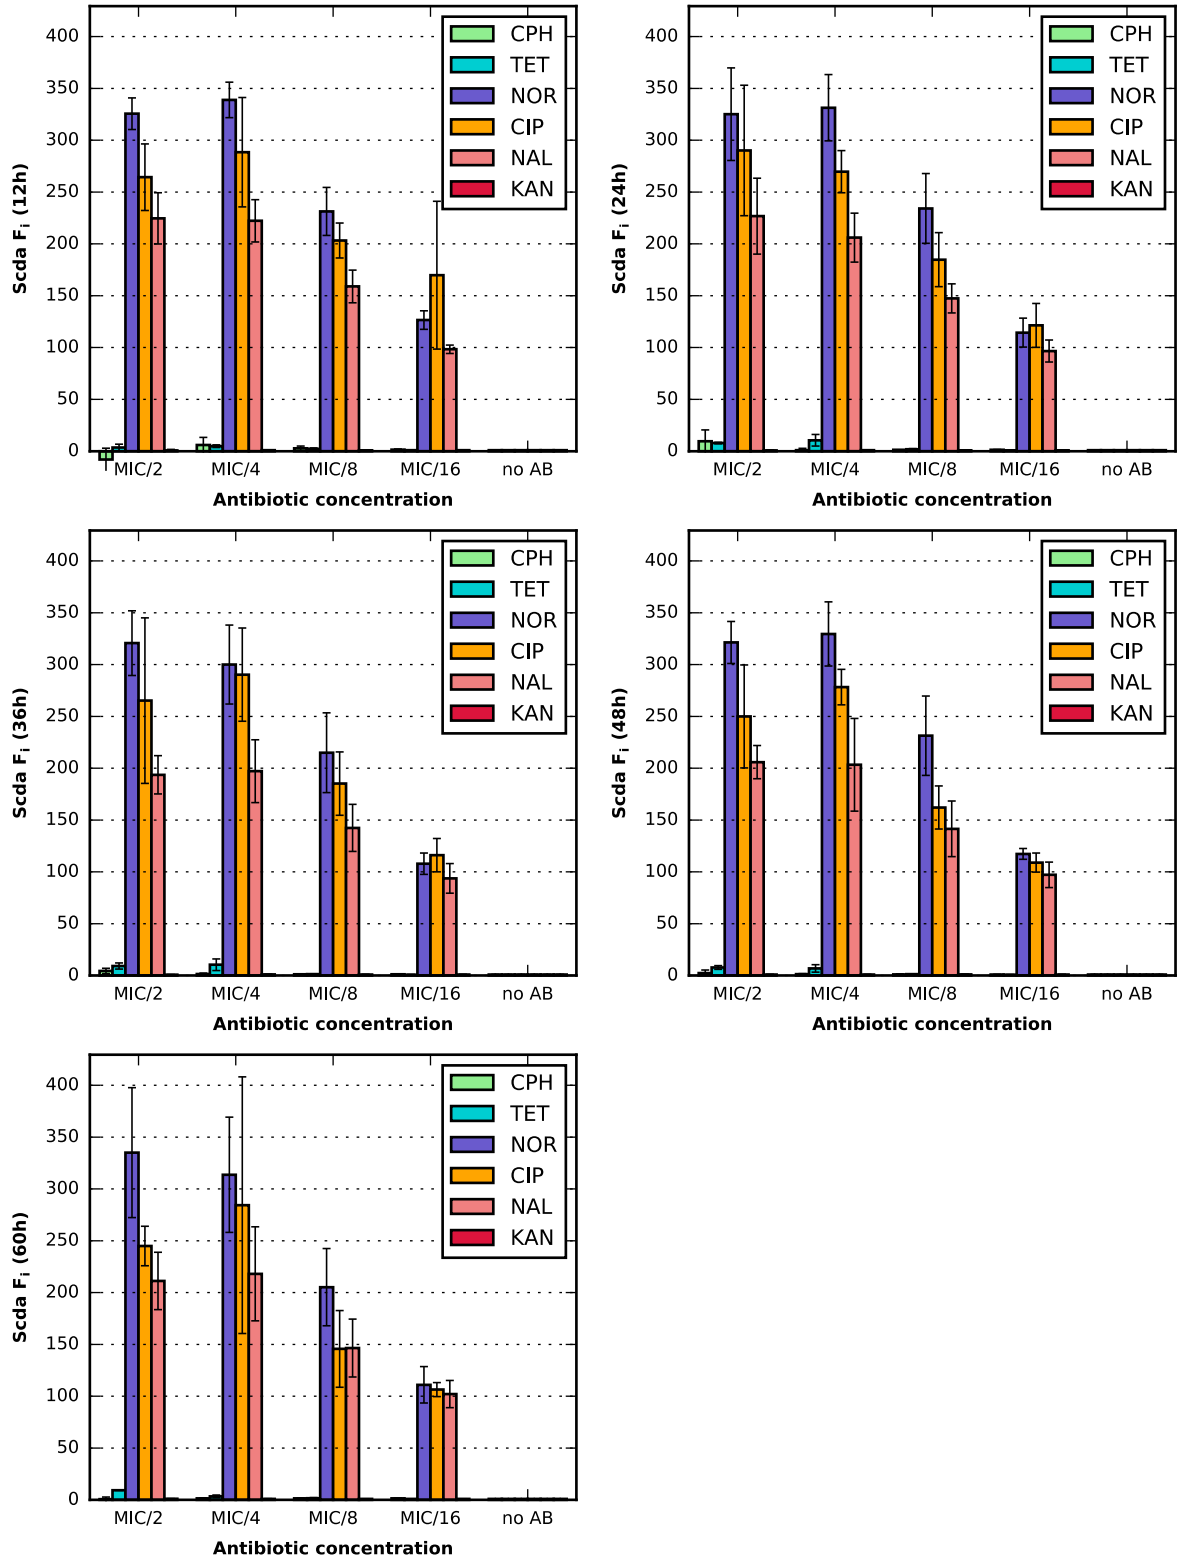 Scda Fi (12h)
400
350
300
250
200
150
100
50
0
CPH
TET
NOR
CIP
NAL
KAN
MIC/2 MIC/4 MIC/8 MIC/16 no AB
Antibiotic concentration
Scda Fi (24h)
400
350
300
250
200
150
100
50
0
CPH
TET
NOR
CIP
NAL
KAN
MIC/2 MIC/4 MIC/8 MIC/16 no AB
Antibiotic concentration
Scda Fi (36h)
400
350
300
250
200
150
100
50
0
CPH
TET
NOR
CIP
NAL
KAN
MIC/2 MIC/4 MIC/8 MIC/16 no AB
Antibiotic concentration
Scda Fi (48h)
400
350
300
250
200
150
100
50
0
CPH
TET
NOR
CIP
NAL
KAN
MIC/2 MIC/4 MIC/8 MIC/16 no AB
Antibiotic concentration
Scda Fi (60h)
400
350
300
250
200
150
100
50
0
CPH
TET
NOR
CIP
NAL
KAN
MIC/2 MIC/4 MIC/8 MIC/16 no AB
Antibiotic concentration